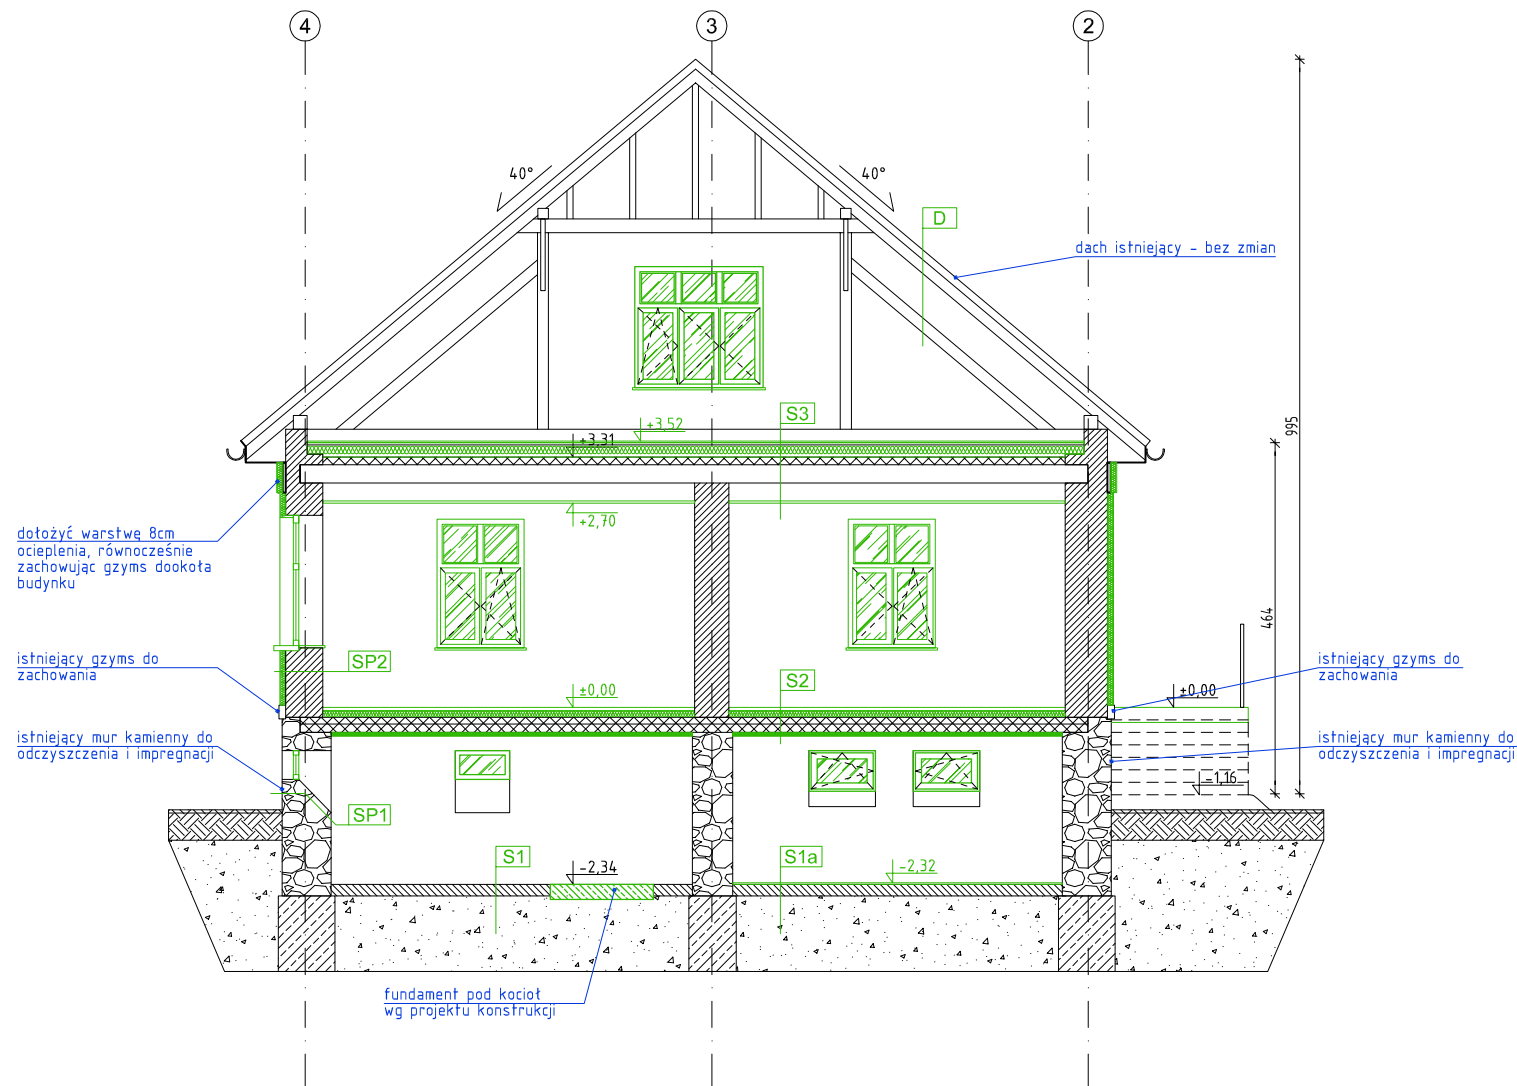 4
3
2
40°
40°
D
dach istniejący - bez zmian
995
S3
+3,52
+3,31
+2,70
dołożyć warstwę 8cm
ocieplenia, równocześnie
zachowując gzyms dookoła
budynku
464
istniejący gzyms do
zachowania
SP2
S2
±0,00
±0,00
istniejący gzyms do
zachowania
istniejący mur kamienny do
odczyszczenia i impregnacji
istniejący mur kamienny do
odczyszczenia i impregnacji
-1,16
SP1
S1
-2,34
S1a
-2,32
fundament pod kocioł
wg projektu konstrukcji